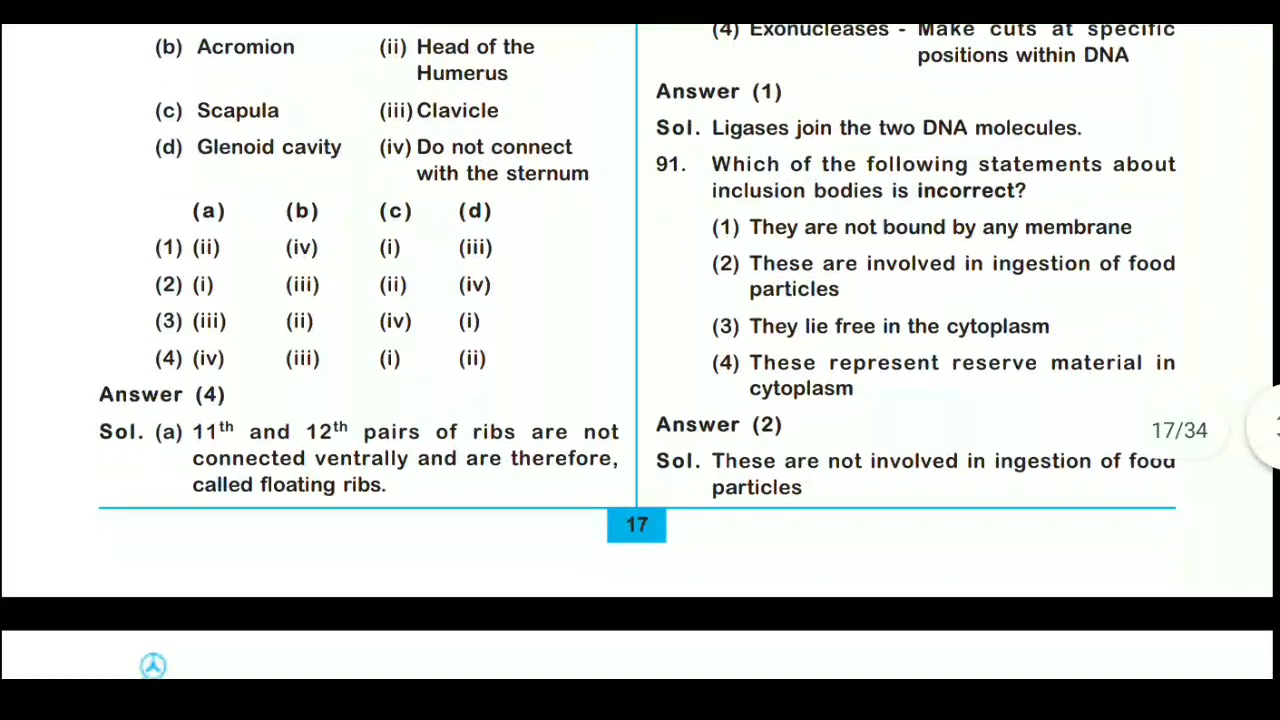 (b) Acromion (ii) Head of the
Humerus
(c) Scapula (iii) Clavicle
(d) Glenoid cavity (iv) Do not connect
with the sternum
(a) (b) (c) (d)
(1) (ii) (iv) (i) (iii)
(2) (i) (iii) (ii) (iv)
(3) (iii) (ii) (iv) (i)
(4) (iv) (iii) (i) (ii)
Answer (4)
Sol. (a) 11th and 12th pairs of ribs are not
connected ventrally and are therefore,
called floating ribs.
(4) Exonucleases - Make cuts at specific
positions within DNA
Answer (1)
Sol. Ligases join the two DNA molecules.
91. Which of the following statements about
inclusion bodies is incorrect?
(1) They are not bound by any membrane
(2) These are involved in ingestion of food
particles
(3) They lie free in the cytoplasm
(4) These represent reserve material in
cytoplasm
Answer (2)
Sol. These are not involved in ingestion of food
particles
17/34
17